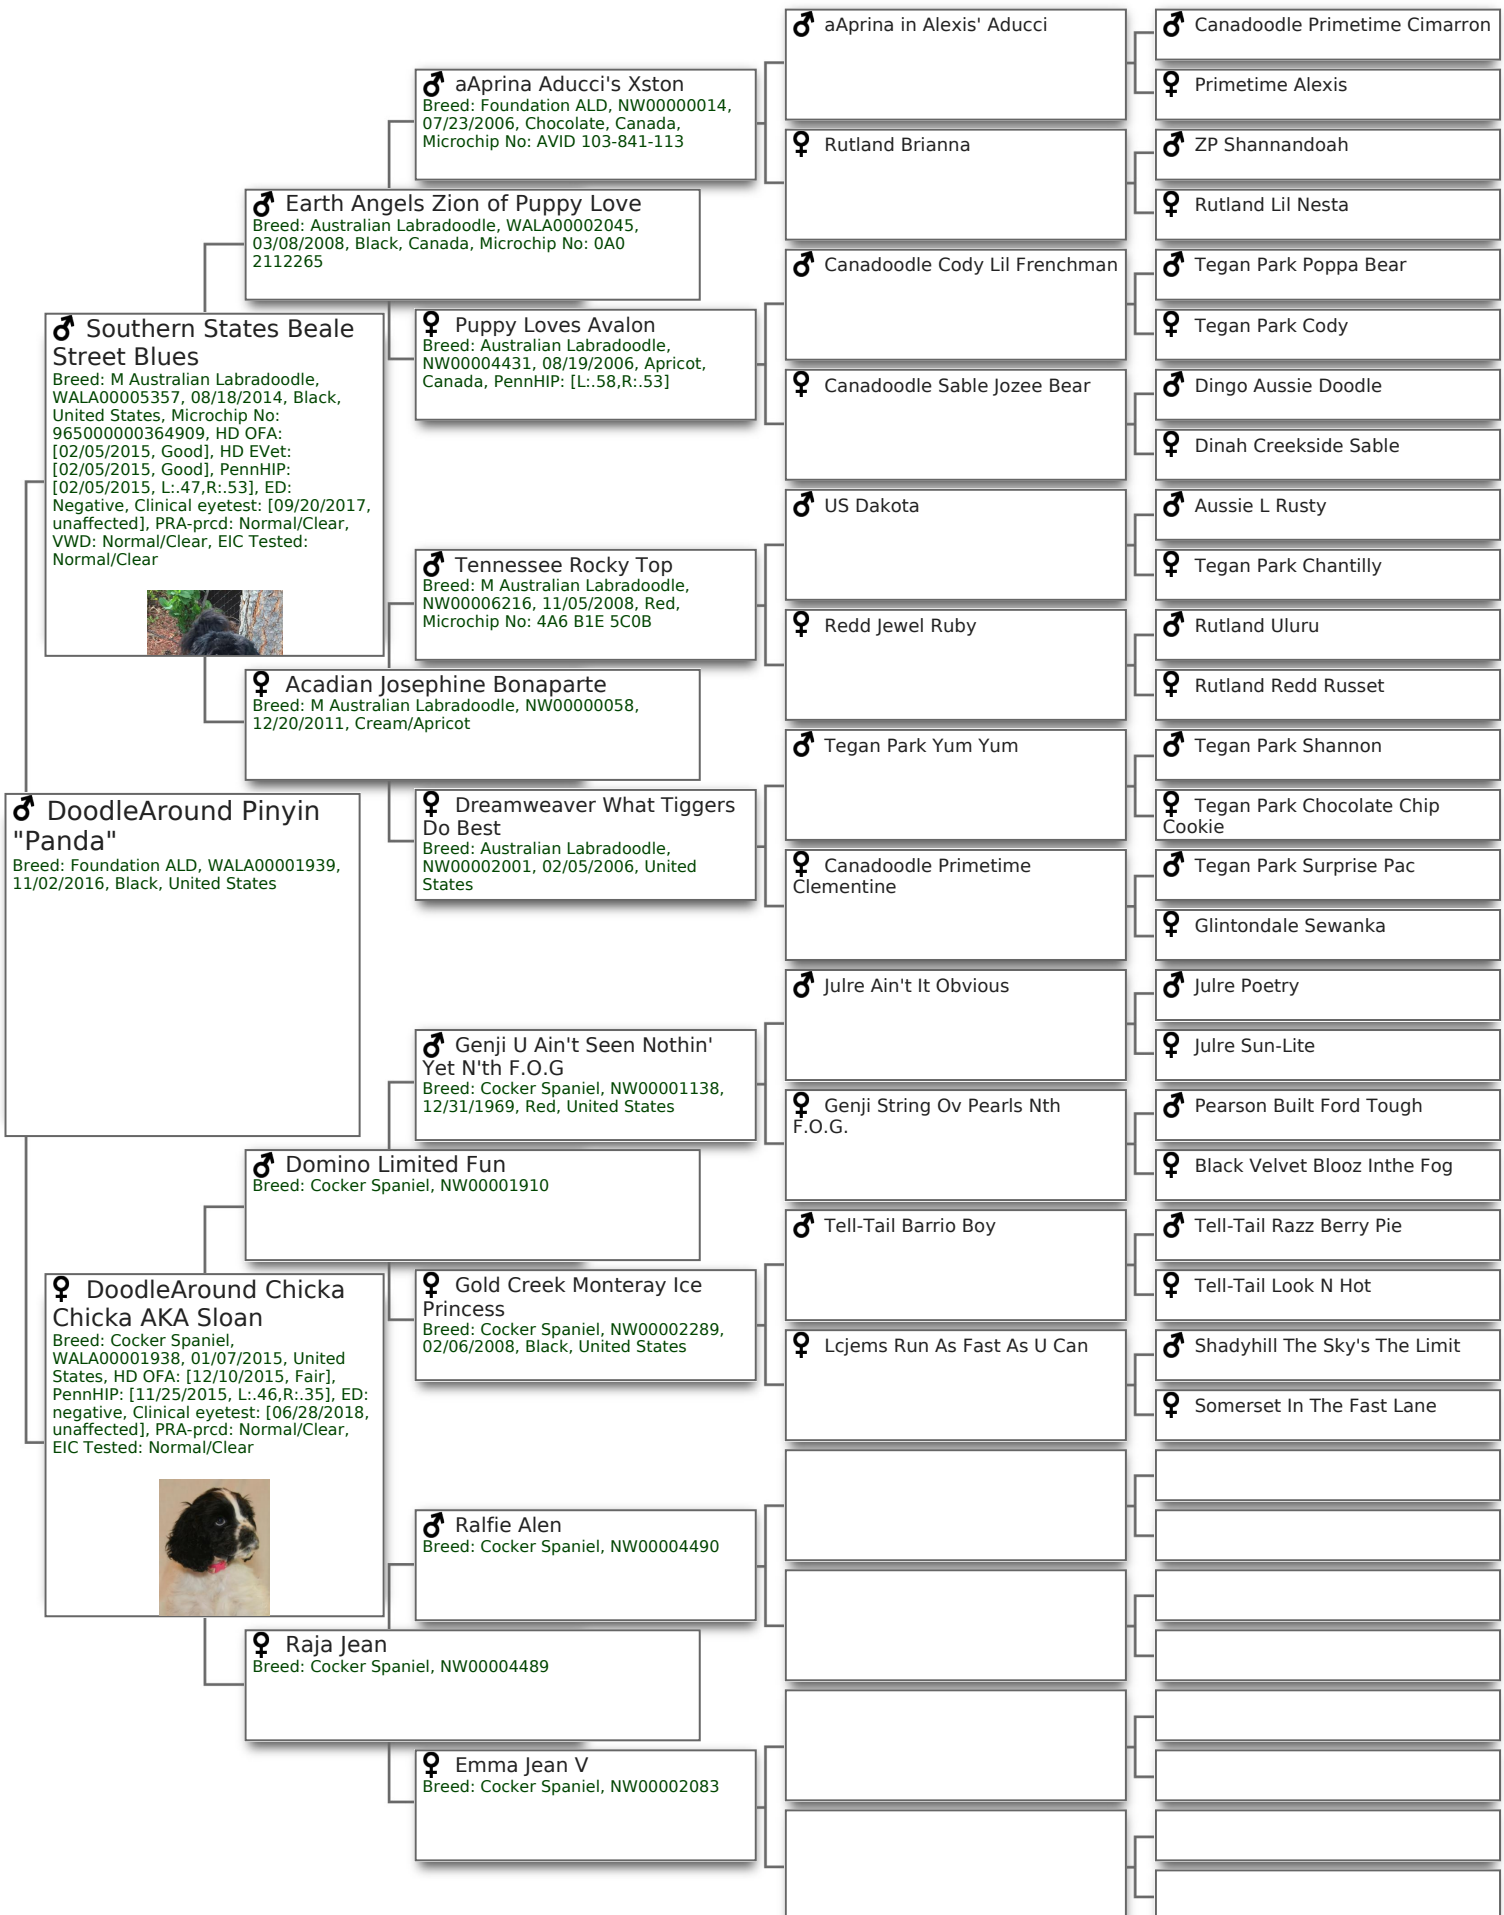 DoodleAround Pinyin
"Panda"
Breed: Foundation ALD, WALA00001939,
11/02/2016, Black, United States
Southern States Beale
Street Blues
Breed: M Australian Labradoodle,
WALA00005357, 08/18/2014, Black,
United States, Microchip No:
965000000364909, HD OFA:
[02/05/2015, Good], HD EVet:
[02/05/2015, Good], PennHIP:
[02/05/2015, L:.47,R:.53], ED:
Negative, Clinical eyetest: [09/20/2017,
unaffected], PRA-prcd: Normal/Clear,
VWD: Normal/Clear, EIC Tested:
Normal/Clear
DoodleAround Chicka
Chicka AKA Sloan
Breed: Cocker Spaniel,
WALA00001938, 01/07/2015, United
States, HD OFA: [12/10/2015, Fair],
PennHIP: [11/25/2015, L:.46,R:.35], ED:
negative, Clinical eyetest: [06/28/2018,
unaffected], PRA-prcd: Normal/Clear,
EIC Tested: Normal/Clear
Earth Angels Zion of Puppy Love
Breed: Australian Labradoodle, WALA00002045,
03/08/2008, Black, Canada, Microchip No: 0A0
2112265
Acadian Josephine Bonaparte
Breed: M Australian Labradoodle, NW00000058,
12/20/2011, Cream/Apricot
Domino Limited Fun
Breed: Cocker Spaniel, NW00001910
Raja Jean
Breed: Cocker Spaniel, NW00004489
aAprina Aducci's Xston
Breed: Foundation ALD, NW00000014,
07/23/2006, Chocolate, Canada,
Microchip No: AVID 103-841-113
Puppy Loves Avalon
Breed: Australian Labradoodle,
NW00004431, 08/19/2006, Apricot,
Canada, PennHIP: [L:.58,R:.53]
Tennessee Rocky Top
Breed: M Australian Labradoodle,
NW00006216, 11/05/2008, Red,
Microchip No: 4A6 B1E 5C0B
Dreamweaver What Tiggers
Do Best
Breed: Australian Labradoodle,
NW00002001, 02/05/2006, United
States
Genji U Ain't Seen Nothin'
Yet N'th F.O.G
Breed: Cocker Spaniel, NW00001138,
12/31/1969, Red, United States
Gold Creek Monteray Ice
Princess
Breed: Cocker Spaniel, NW00002289,
02/06/2008, Black, United States
Ralfie Alen
Breed: Cocker Spaniel, NW00004490
Emma Jean V
Breed: Cocker Spaniel, NW00002083
aAprina in Alexis' Aducci
Rutland Brianna
Canadoodle Cody Lil Frenchman
Canadoodle Sable Jozee Bear
US Dakota
Redd Jewel Ruby
Tegan Park Yum Yum
Canadoodle Primetime
Clementine
Julre Ain't It Obvious
Genji String Ov Pearls Nth
F.O.G.
Tell-Tail Barrio Boy
Lcjems Run As Fast As U Can
Canadoodle Primetime Cimarron
Primetime Alexis
ZP Shannandoah
Rutland Lil Nesta
Tegan Park Poppa Bear
Tegan Park Cody
Dingo Aussie Doodle
Dinah Creekside Sable
Aussie L Rusty
Tegan Park Chantilly
Rutland Uluru
Rutland Redd Russet
Tegan Park Shannon
Tegan Park Chocolate Chip
Cookie
Tegan Park Surprise Pac
Glintondale Sewanka
Julre Poetry
Julre Sun-Lite
Pearson Built Ford Tough
Black Velvet Blooz Inthe Fog
Tell-Tail Razz Berry Pie
Tell-Tail Look N Hot
Shadyhill The Sky's The Limit
Somerset In The Fast Lane